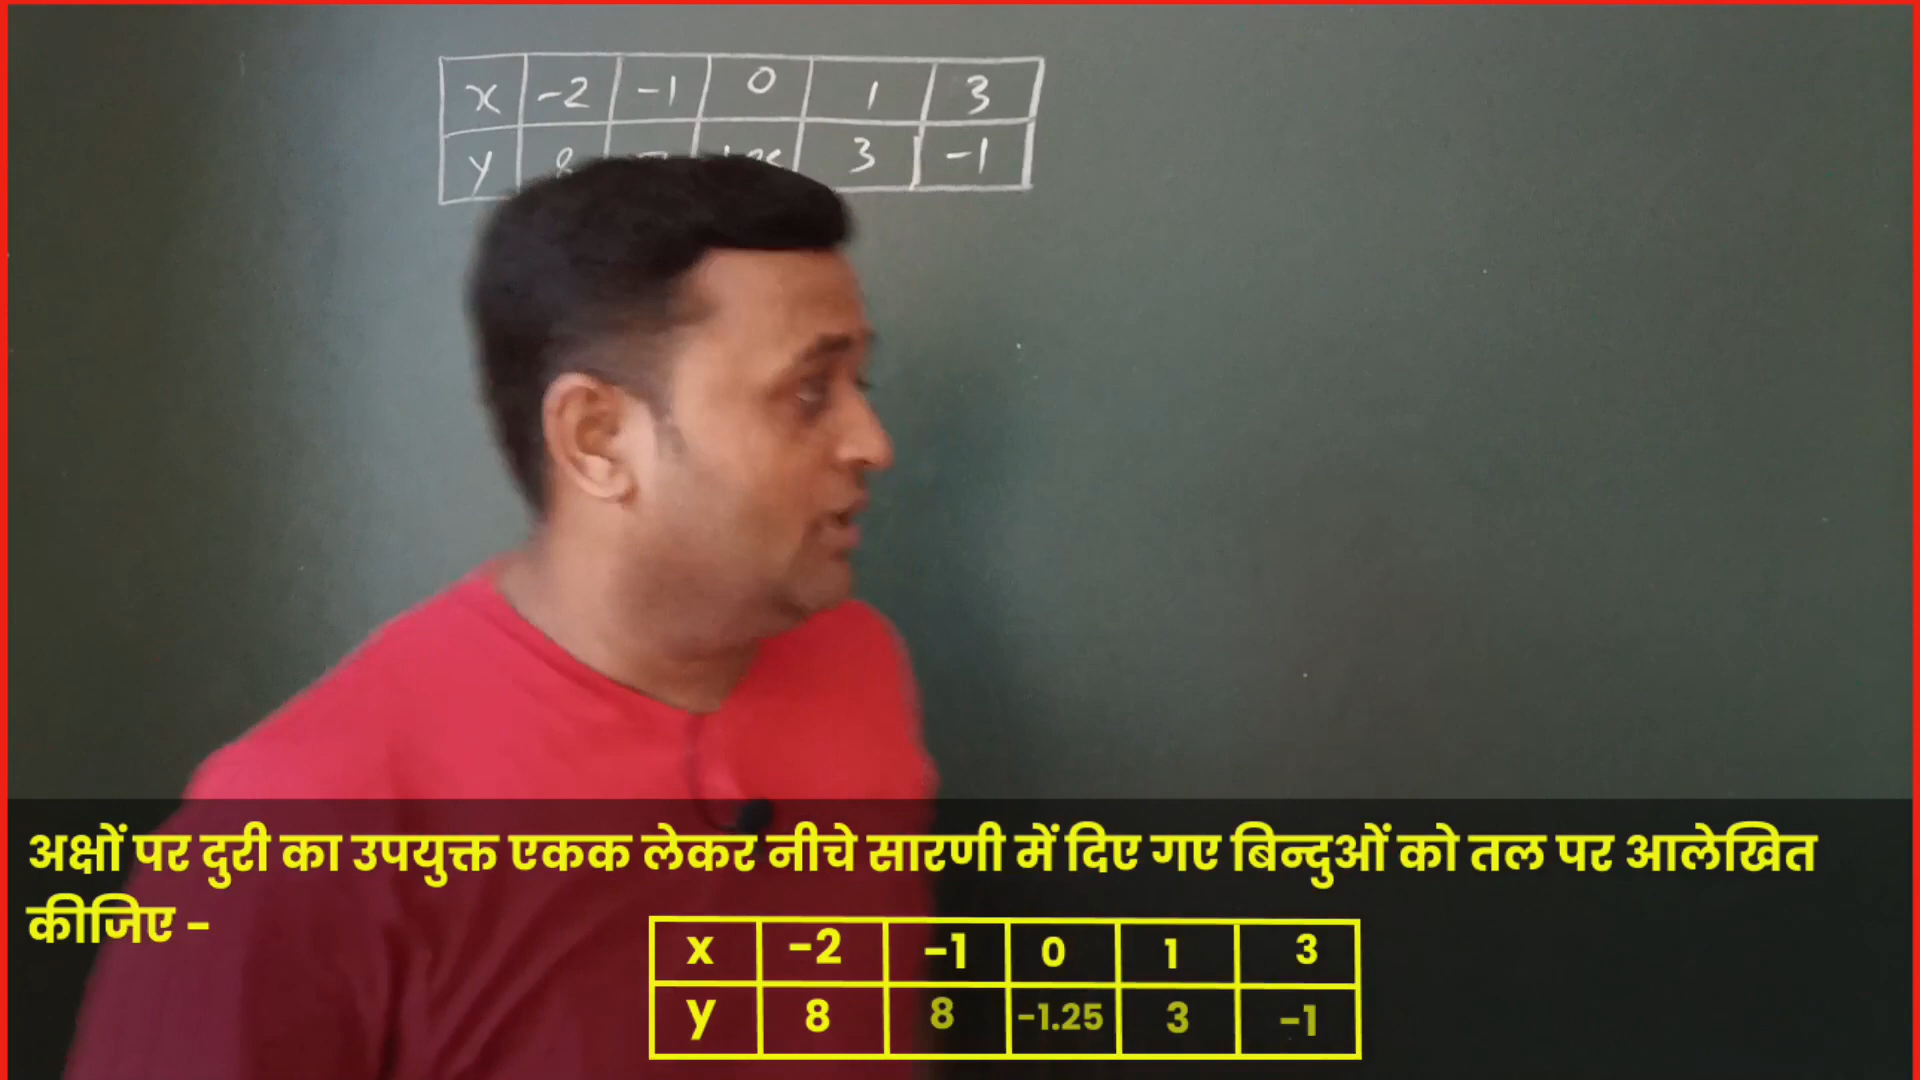 x -2 -1 0 1 3
y 8 3 -1
अक्षों पर दुरी का उपयुक्त एकक लेकर नीचे सारणी में दिए गए बिन्दुओं को तल पर आलेखित
कीजिए -
x -2 -1 0 1 3
y 8 8 -1.25 3 -1